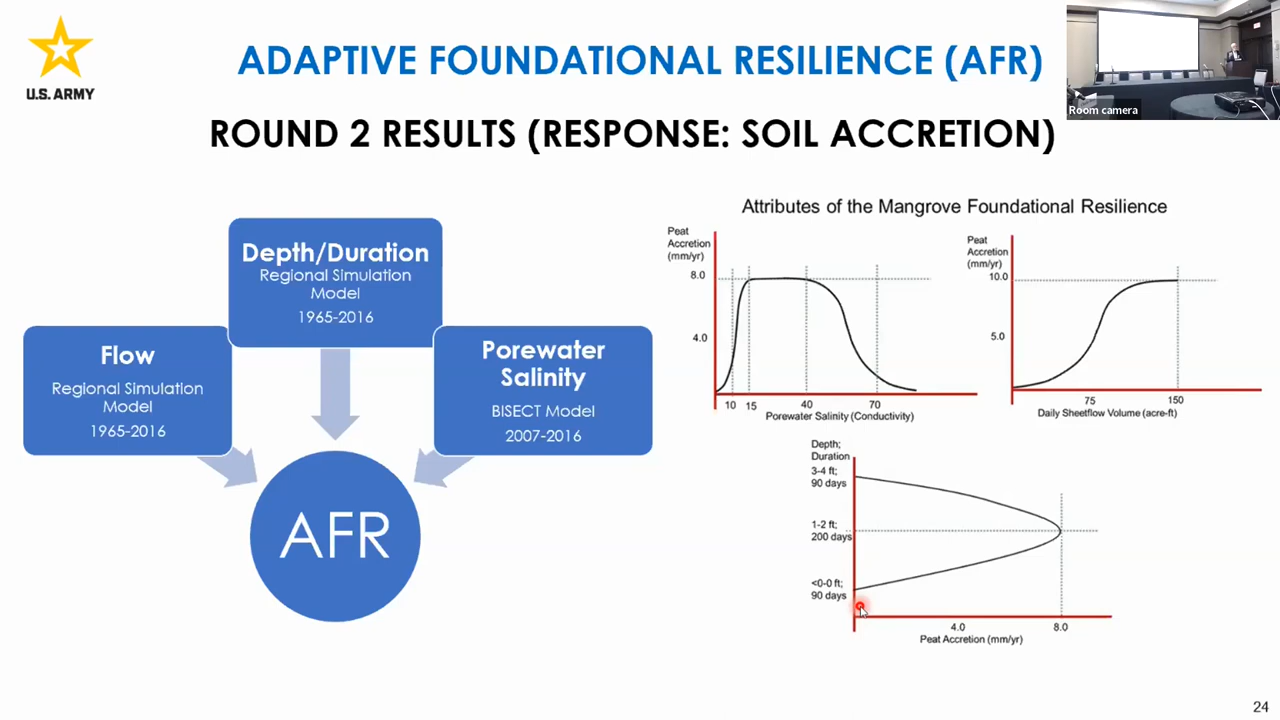 U.S. ARMY
ADAPTIVE FOUNDATIONAL RESILIENCE (AFR)
Room camera
ROUND 2 RESULTS (RESPONSE: SOIL ACCRETION)
Depth/Duration
Regional Simulation
Model
1965-2016
Flow
Regional Simulation
Model
1965-2016
Porewater
Salinity
BISECT Model
2007-2016
AFR
Attributes of the Mangrove Foundational Resilience
Peat
Accretion
(mm/yr)
8.0
4.0
10 15 40 70
Porewater Salinity (Conductivity)
Peat
Accretion
(mm/yr)
10.0
5.0
75 150
Daily Sheetflow Volume (acre-ft)
Depth;
Duration
3-4 ft;
90 days
1-2 ft;
200 days
<0-0 ft;
90 days
4.0 8.0
Peat Accretion (mm/yr)
24